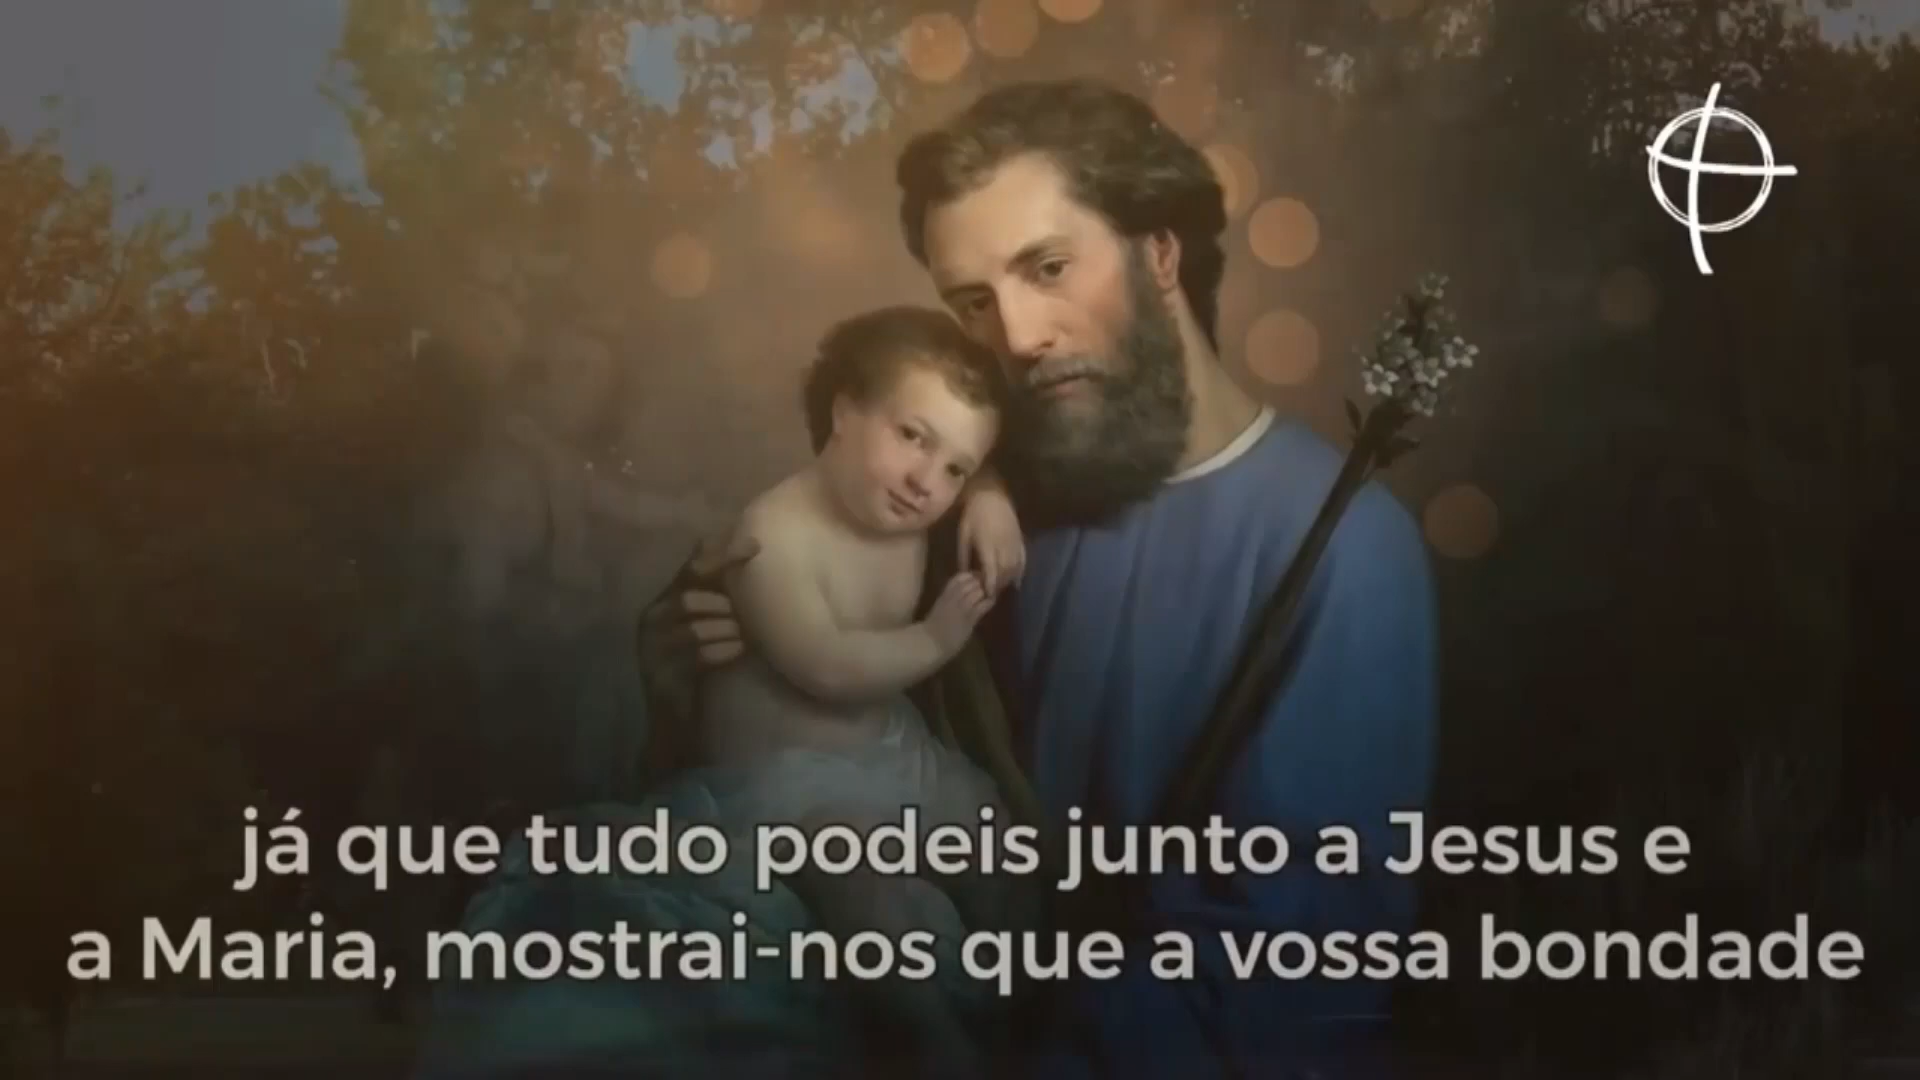 já que tudo podeis junto a Jesus e
a Maria, mostrai-nos que a vossa bondade